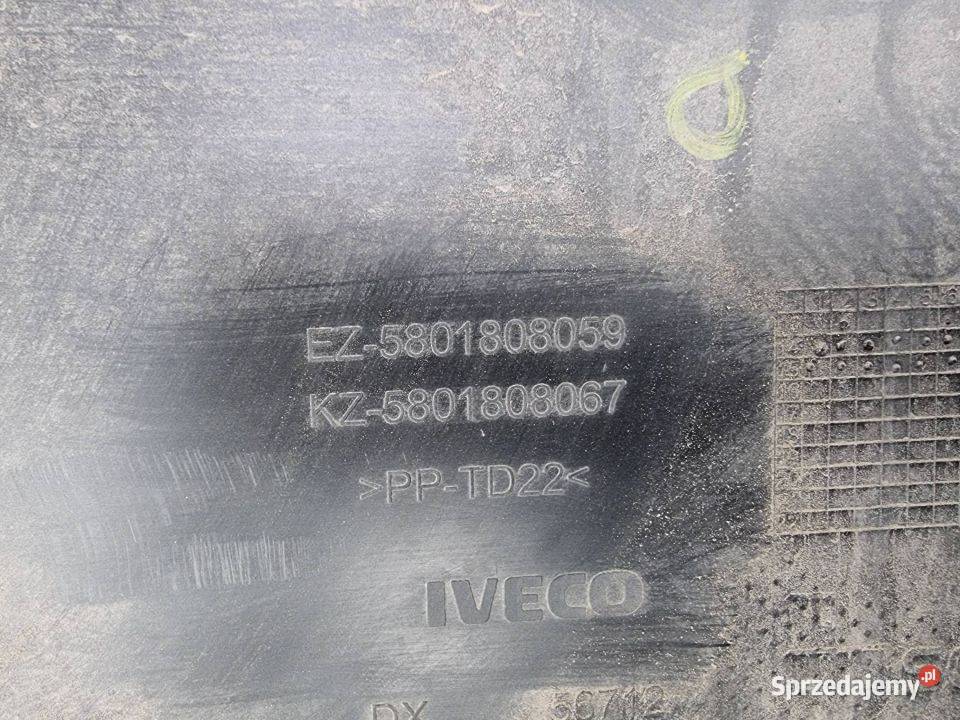 EZ-5801808059
KZ-5801808067
>PP-TD22<
IVECO
DX
Sprzedajemy.pl